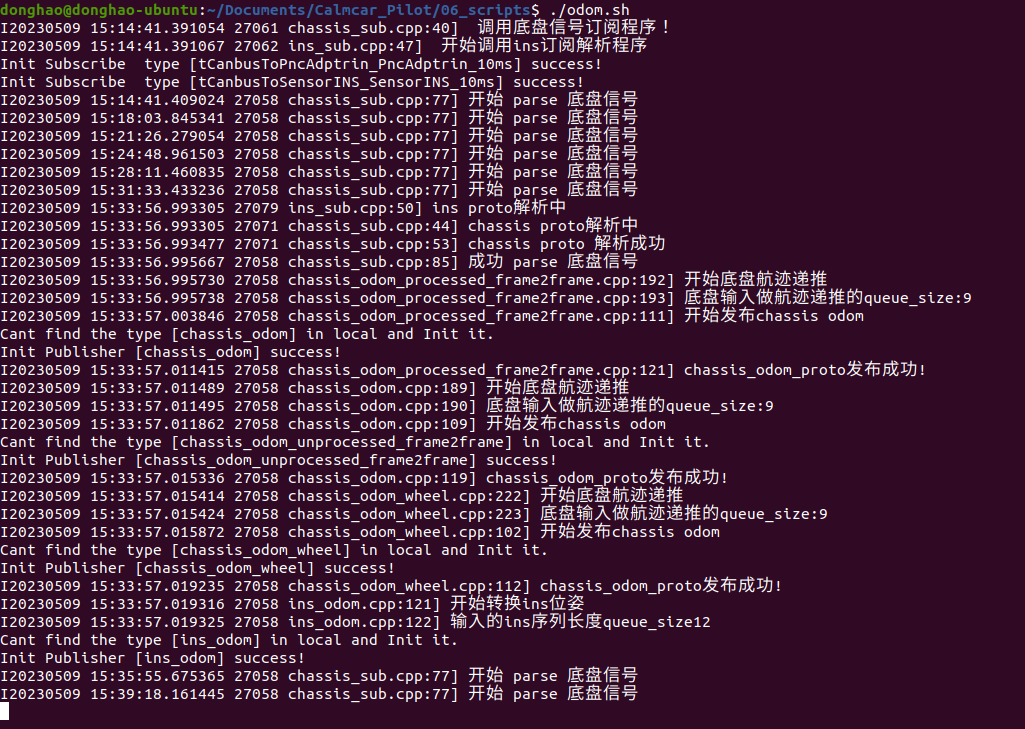 donghao@donghao-ubuntu:~/Documents/Calmcar_Pilot/06_scripts$ ./odom.sh
I20230509 15:14:41.391054 27061 chassis_sub.cpp:40]  调用底盘信号订阅程序！
I20230509 15:14:41.391067 27062 ins_sub.cpp:47]  开始调用ins订阅解析程序
Init Subscribe  type [tCanbusToPncAdptrin_PncAdptrin_10ms] success!
Init Subscribe  type [tCanbusToSensorINS_SensorINS_10ms] success!
I20230509 15:14:41.409024 27058 chassis_sub.cpp:77] 开始 parse 底盘信号
I20230509 15:18:03.845341 27058 chassis_sub.cpp:77] 开始 parse 底盘信号
I20230509 15:21:26.279054 27058 chassis_sub.cpp:77] 开始 parse 底盘信号
I20230509 15:24:48.961503 27058 chassis_sub.cpp:77] 开始 parse 底盘信号
I20230509 15:28:11.460835 27058 chassis_sub.cpp:77] 开始 parse 底盘信号
I20230509 15:31:33.433236 27058 chassis_sub.cpp:77] 开始 parse 底盘信号
I20230509 15:33:56.993305 27079 ins_sub.cpp:50] ins proto解析中
I20230509 15:33:56.993305 27071 chassis_sub.cpp:44] chassis proto解析中
I20230509 15:33:56.993477 27071 chassis_sub.cpp:53] chassis proto 解析成功
I20230509 15:33:56.995667 27058 chassis_sub.cpp:85] 成功 parse 底盘信号
I20230509 15:33:56.995730 27058 chassis_odom_processed_frame2frame.cpp:192] 开始底盘航迹递推
I20230509 15:33:56.995738 27058 chassis_odom_processed_frame2frame.cpp:193] 底盘输入做航迹递推的queue_size:9
I20230509 15:33:57.003846 27058 chassis_odom_processed_frame2frame.cpp:111] 开始发布chassis odom
Cant find the type [chassis_odom] in local and Init it.
Init Publisher [chassis_odom] success!
I20230509 15:33:57.011415 27058 chassis_odom_processed_frame2frame.cpp:121] chassis_odom_proto发布成功!
I20230509 15:33:57.011489 27058 chassis_odom.cpp:189] 开始底盘航迹递推
I20230509 15:33:57.011495 27058 chassis_odom.cpp:190] 底盘输入做航迹递推的queue_size:9
I20230509 15:33:57.011862 27058 chassis_odom.cpp:109] 开始发布chassis odom
Cant find the type [chassis_odom_unprocessed_frame2frame] in local and Init it.
Init Publisher [chassis_odom_unprocessed_frame2frame] success!
I20230509 15:33:57.015336 27058 chassis_odom.cpp:119] chassis_odom_proto发布成功!
I20230509 15:33:57.015414 27058 chassis_odom_wheel.cpp:222] 开始底盘航迹递推
I20230509 15:33:57.015424 27058 chassis_odom_wheel.cpp:223] 底盘输入做航迹递推的queue_size:9
I20230509 15:33:57.015872 27058 chassis_odom_wheel.cpp:102] 开始发布chassis odom
Cant find the type [chassis_odom_wheel] in local and Init it.
Init Publisher [chassis_odom_wheel] success!
I20230509 15:33:57.019235 27058 chassis_odom_wheel.cpp:112] chassis_odom_proto发布成功!
I20230509 15:33:57.019316 27058 ins_odom.cpp:121] 开始转换ins位姿
I20230509 15:33:57.019325 27058 ins_odom.cpp:122] 输入的ins序列长度queue_size12
Cant find the type [ins_odom] in local and Init it.
Init Publisher [ins_odom] success!
I20230509 15:35:55.675365 27058 chassis_sub.cpp:77] 开始 parse 底盘信号
I20230509 15:39:18.161445 27058 chassis_sub.cpp:77] 开始 parse 底盘信号